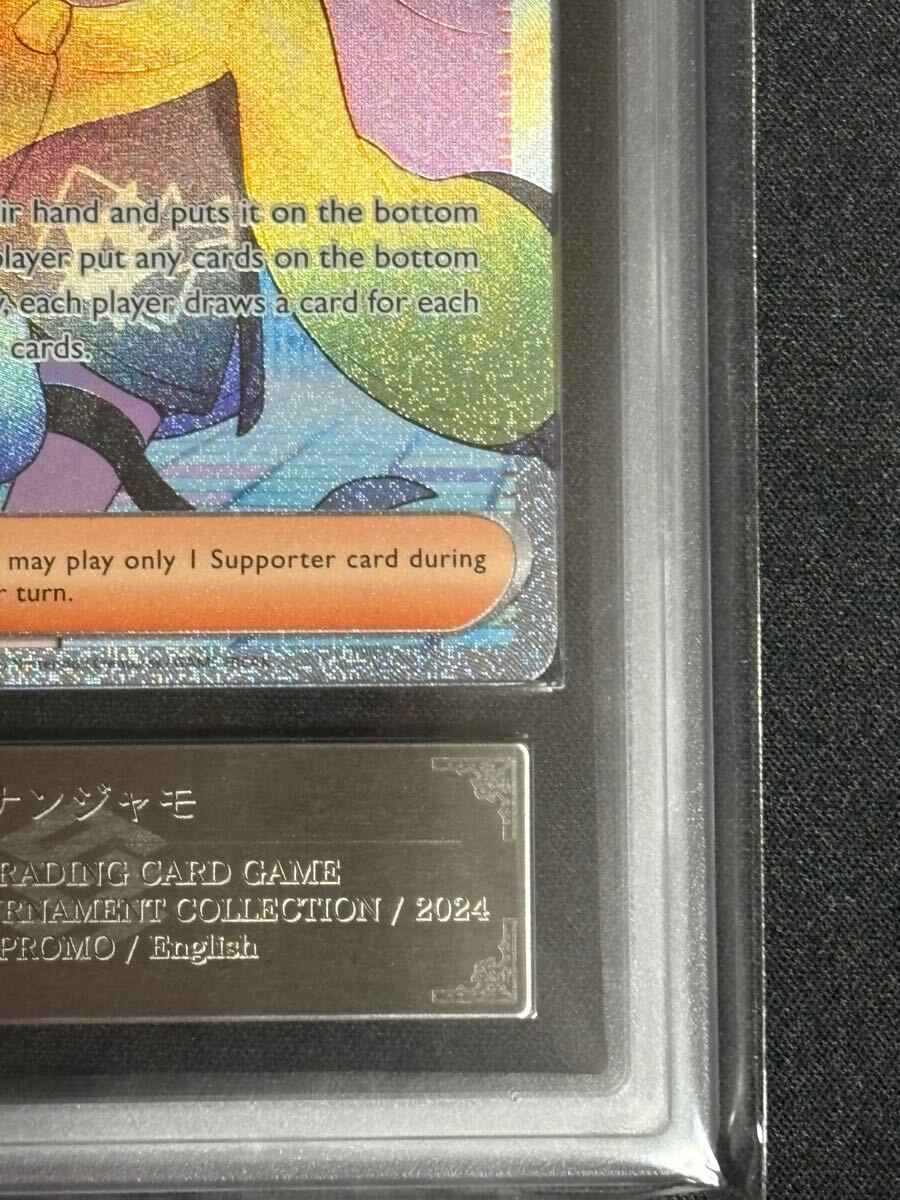 ir hand and puts it on the bottom
player put any cards on the bottom
y, each player draws a card for each
cards.
may play only 1 Supporter card during
r turn.
ナンジャモ
RADING CARD GAME
URNAMENT COLLECTION / 2024
PROMO / English